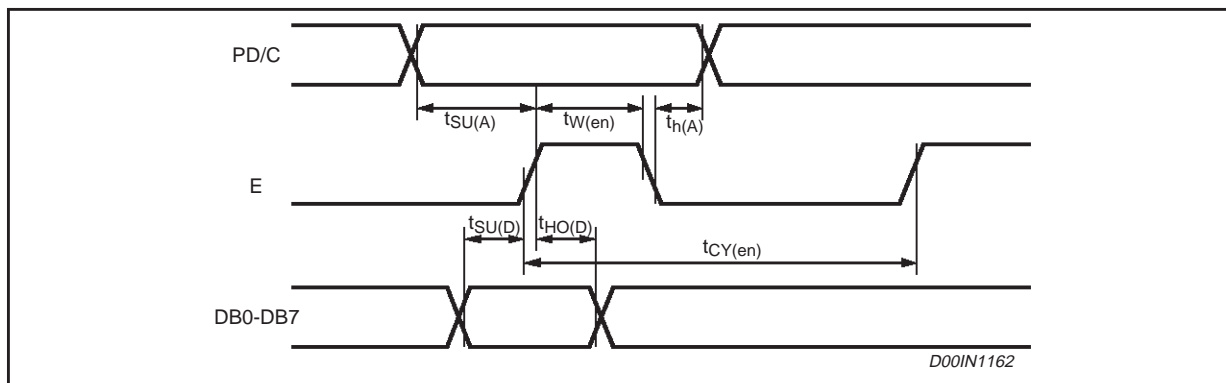 PD/C
tSU(A)
tW(en)
th(A)
E
tSU(D)
tHO(D)
tCY(en)
DB0-DB7
D00IN1162